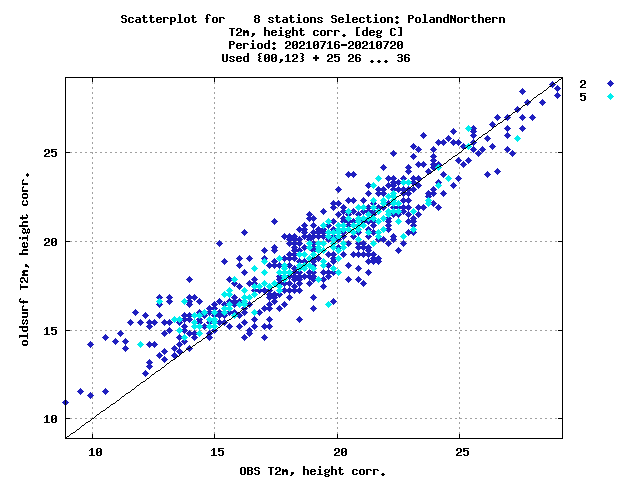 Scatterplot for    8 stations Selection: PolandNorthern
T2m, height corr. [deg C]
Period: 20210716-20210720
Used {00,12} + 25 26 ... 36
2
5
25
20
15
10
oldsurf T2m, height corr.
10 15 20 25
OBS T2m, height corr.